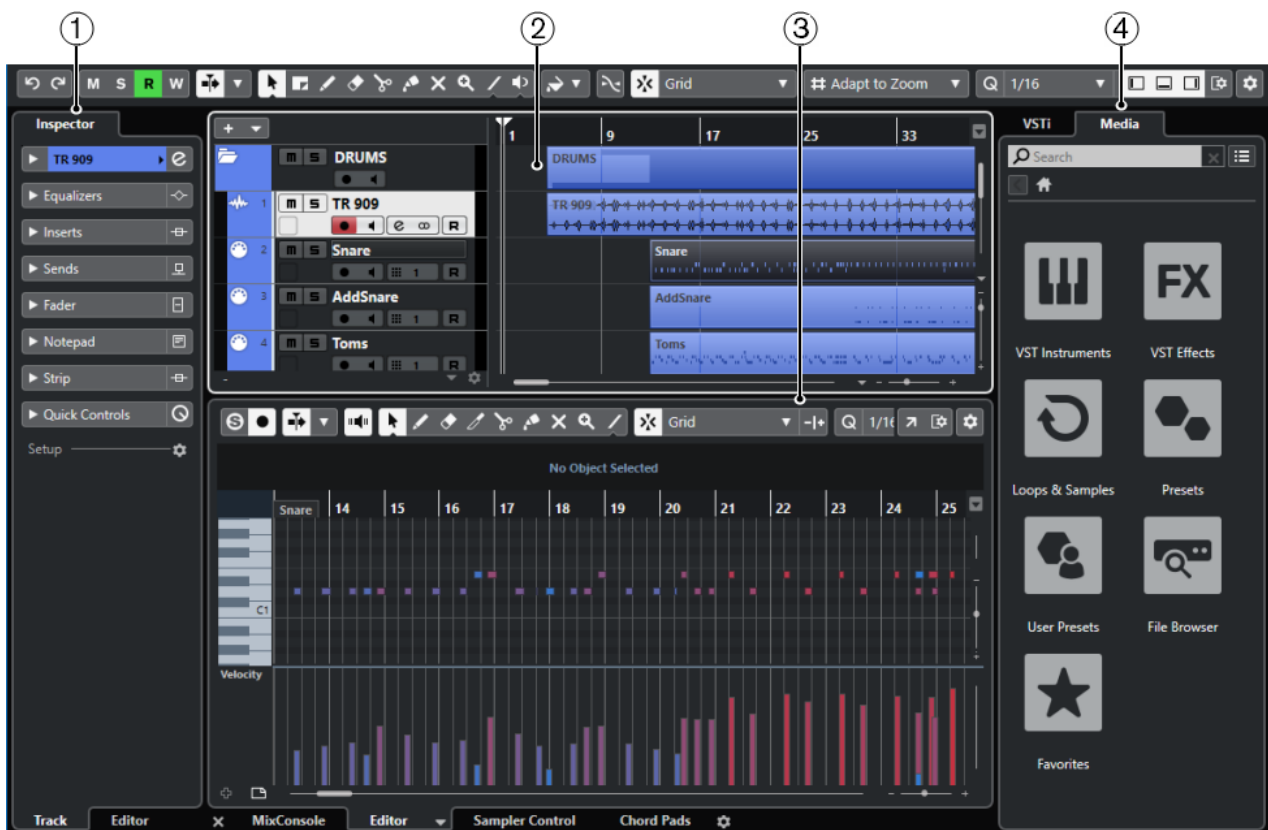 1 2 3 4
M S R W Grid Adapt to Zoom Q 1/16
Inspector
TR 909 e
Equalizers
Inserts
Sends
Fader
Notepad
Strip
Quick Controls
Setup
+
1 9 17 25 33
m S DRUMS
1 m S TR 909
e R
2 m S Snare
1 R
3 m S AddSnare
1 R
4 m S Toms
1 R
DRUMS
TR 909
Snare
AddSnare
Toms
VSTi Media
Search
VST Instruments FX VST Effects
Loops & Samples Presets
User Presets File Browser
Favorites
S Grid Q 1/16
No Object Selected
Snare 14 15 16 17 18 19 20 21 22 23 24 25
C1
Velocity
Track Editor MixConsole Editor Sampler Control Chord Pads